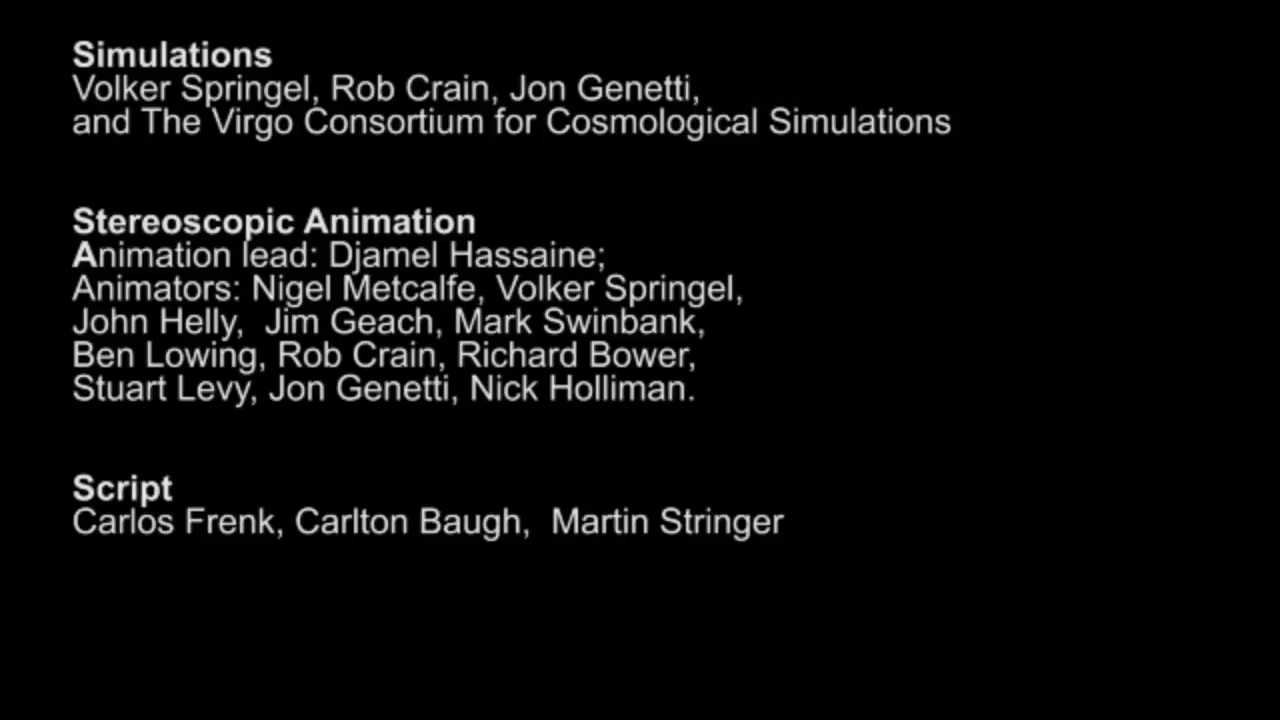 Simulations
Volker Springel, Rob Crain, Jon Genetti,
and The Virgo Consortium for Cosmological Simulations
Stereoscopic Animation
Animation lead: Djamel Hassaine;
Animators: Nigel Metcalfe, Volker Springel,
John Helly,  Jim Geach, Mark Swinbank,
Ben Lowing, Rob Crain, Richard Bower,
Stuart Levy, Jon Genetti, Nick Holliman.
Script
Carlos Frenk, Carlton Baugh,  Martin Stringer